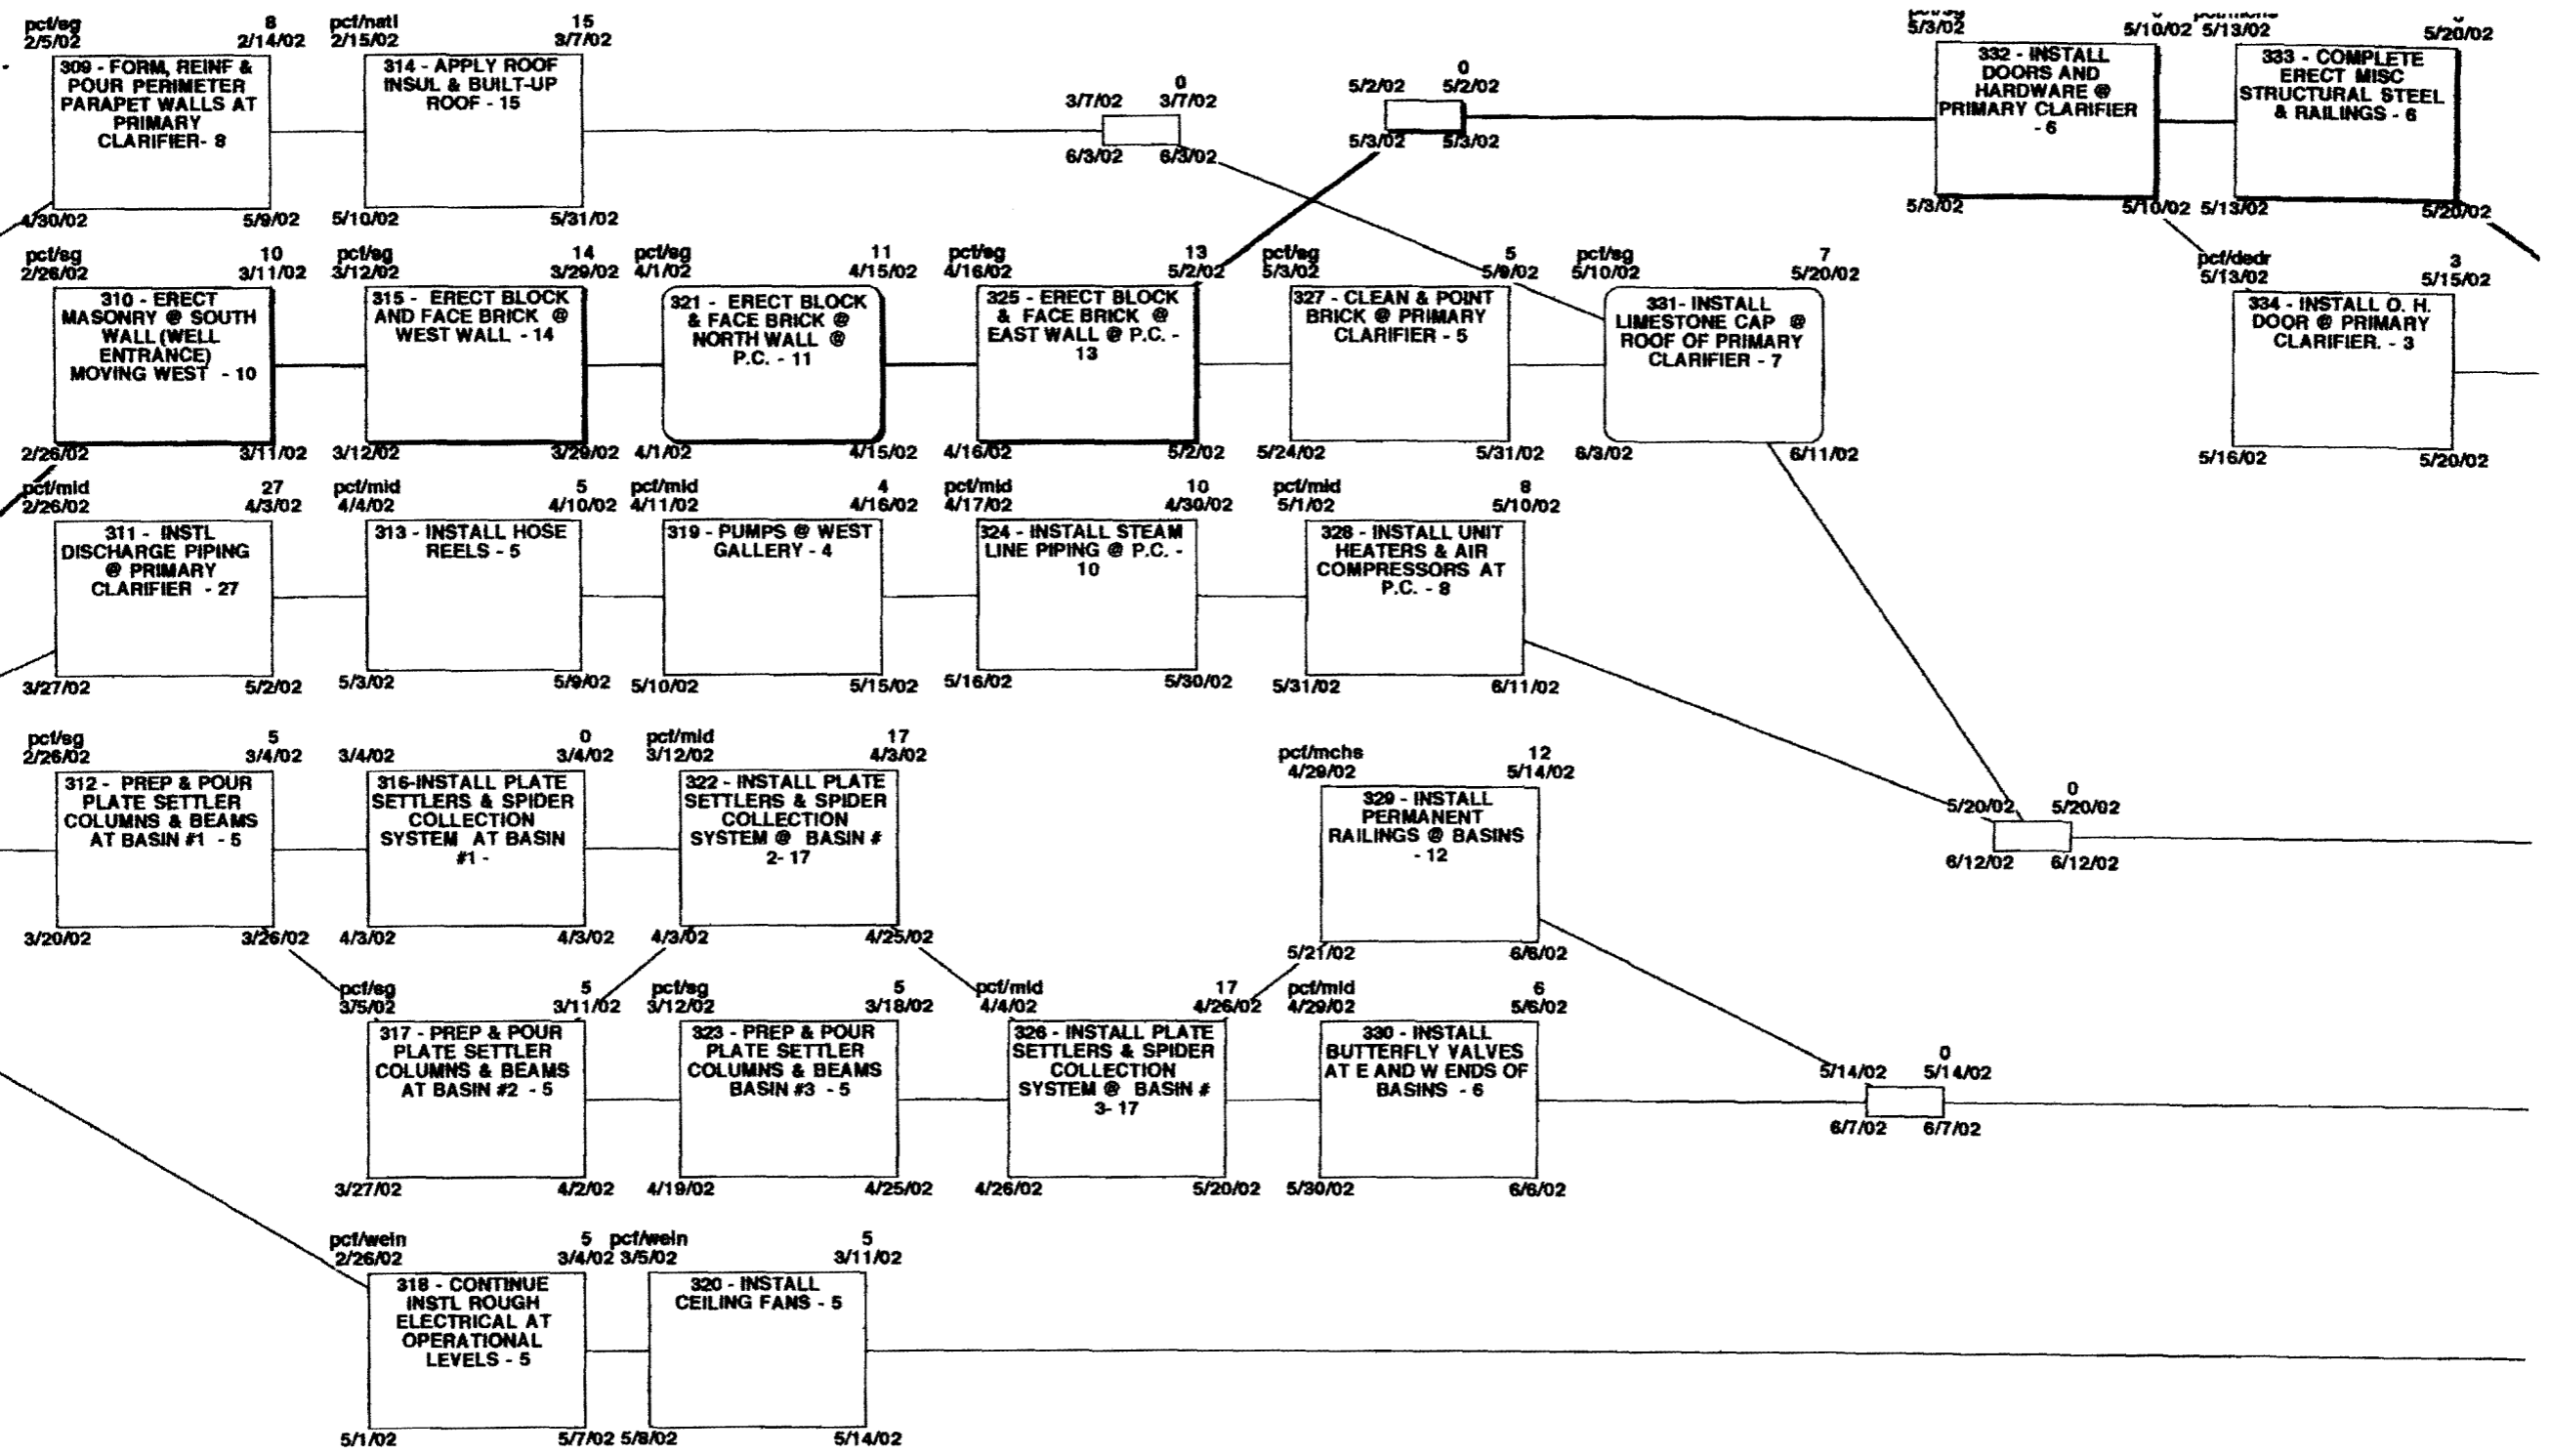 pcf/sg 8
2/5/02 2/14/02
309 - FORM, REINF &
POUR PERIMETER
PARAPET WALLS AT
PRIMARY
CLARIFIER- 8
4/30/02 5/9/02
pcf/natl 15
2/15/02 3/7/02
314 - APPLY ROOF
INSUL & BUILT-UP
ROOF - 15
5/10/02 5/31/02
0
3/7/02 3/7/02
6/3/02 6/3/02
0
5/2/02 5/2/02
5/3/02 5/3/02
5/3/02 5/10/02
332 - INSTALL
DOORS AND
HARDWARE @
PRIMARY CLARIFIER
- 6
5/3/02 5/10/02
5/13/02 5/20/02
333 - COMPLETE
ERECT MISC
STRUCTURAL STEEL
& RAILINGS - 6
5/13/02 5/20/02
pcf/sg 10
2/26/02 3/11/02
310 - ERECT
MASONRY @ SOUTH
WALL (WELL
ENTRANCE)
MOVING WEST - 10
2/26/02 3/11/02
pcf/sg 14
3/12/02 3/29/02
315 - ERECT BLOCK
AND FACE BRICK @
WEST WALL - 14
3/12/02 3/29/02
pcf/sg 11
4/1/02 4/15/02
321 - ERECT BLOCK
& FACE BRICK @
NORTH WALL @
P.C. - 11
4/1/02 4/15/02
pcf/sg 13
4/16/02 5/2/02
325 - ERECT BLOCK
& FACE BRICK @
EAST WALL @ P.C. -
13
4/16/02 5/2/02
pcf/sg 5
5/3/02 5/9/02
327 - CLEAN & POINT
BRICK @ PRIMARY
CLARIFIER - 5
5/24/02 5/31/02
pcf/sg 7
5/10/02 5/20/02
331- INSTALL
LIMESTONE CAP @
ROOF OF PRIMARY
CLARIFIER - 7
6/3/02 6/11/02
pcf/dedr 3
5/13/02 5/15/02
334 - INSTALL O. H.
DOOR @ PRIMARY
CLARIFIER. - 3
5/16/02 5/20/02
pcf/mid 27
2/26/02 4/3/02
311 - INSTL
DISCHARGE PIPING
@ PRIMARY
CLARIFIER - 27
3/27/02 5/2/02
pcf/mid 5
4/4/02 4/10/02
313 - INSTALL HOSE
REELS - 5
5/3/02 5/9/02
pcf/mid 4
4/11/02 4/16/02
319 - PUMPS @ WEST
GALLERY - 4
5/10/02 5/15/02
pcf/mid 10
4/17/02 4/30/02
324 - INSTALL STEAM
LINE PIPING @ P.C. -
10
5/16/02 5/30/02
pcf/mid 8
5/1/02 5/10/02
328 - INSTALL UNIT
HEATERS & AIR
COMPRESSORS AT
P.C. - 8
5/31/02 6/11/02
pcf/sg 5
2/26/02 3/4/02
312 - PREP & POUR
PLATE SETTLER
COLUMNS & BEAMS
AT BASIN #1 - 5
3/20/02 3/26/02
0
3/4/02 3/4/02
316-INSTALL PLATE
SETTLERS & SPIDER
COLLECTION
SYSTEM AT BASIN
#1 -
4/3/02 4/3/02
pcf/mid 17
3/12/02 4/3/02
322 - INSTALL PLATE
SETTLERS & SPIDER
COLLECTION
SYSTEM @ BASIN #
2- 17
4/3/02 4/25/02
pcf/mchs 12
4/29/02 5/14/02
329 - INSTALL
PERMANENT
RAILINGS @ BASINS
- 12
5/21/02 6/6/02
0
5/20/02 5/20/02
6/12/02 6/12/02
pcf/sg 5
3/5/02 3/11/02
317 - PREP & POUR
PLATE SETTLER
COLUMNS & BEAMS
AT BASIN #2 - 5
3/27/02 4/2/02
pcf/sg 5
3/12/02 3/18/02
323 - PREP & POUR
PLATE SETTLER
COLUMNS & BEAMS
BASIN #3 - 5
4/19/02 4/25/02
pcf/mid 17
4/4/02 4/26/02
326 - INSTALL PLATE
SETTLERS & SPIDER
COLLECTION
SYSTEM @ BASIN #
3- 17
4/26/02 5/20/02
pcf/mid 6
4/29/02 5/6/02
330 - INSTALL
BUTTERFLY VALVES
AT E AND W ENDS OF
BASINS - 6
5/30/02 6/6/02
0
5/14/02 5/14/02
6/7/02 6/7/02
pcf/wein 5
2/26/02 3/4/02
318 - CONTINUE
INSTL ROUGH
ELECTRICAL AT
OPERATIONAL
LEVELS - 5
5/1/02 5/7/02
pcf/wein 5
3/5/02 3/11/02
320 - INSTALL
CEILING FANS - 5
5/8/02 5/14/02